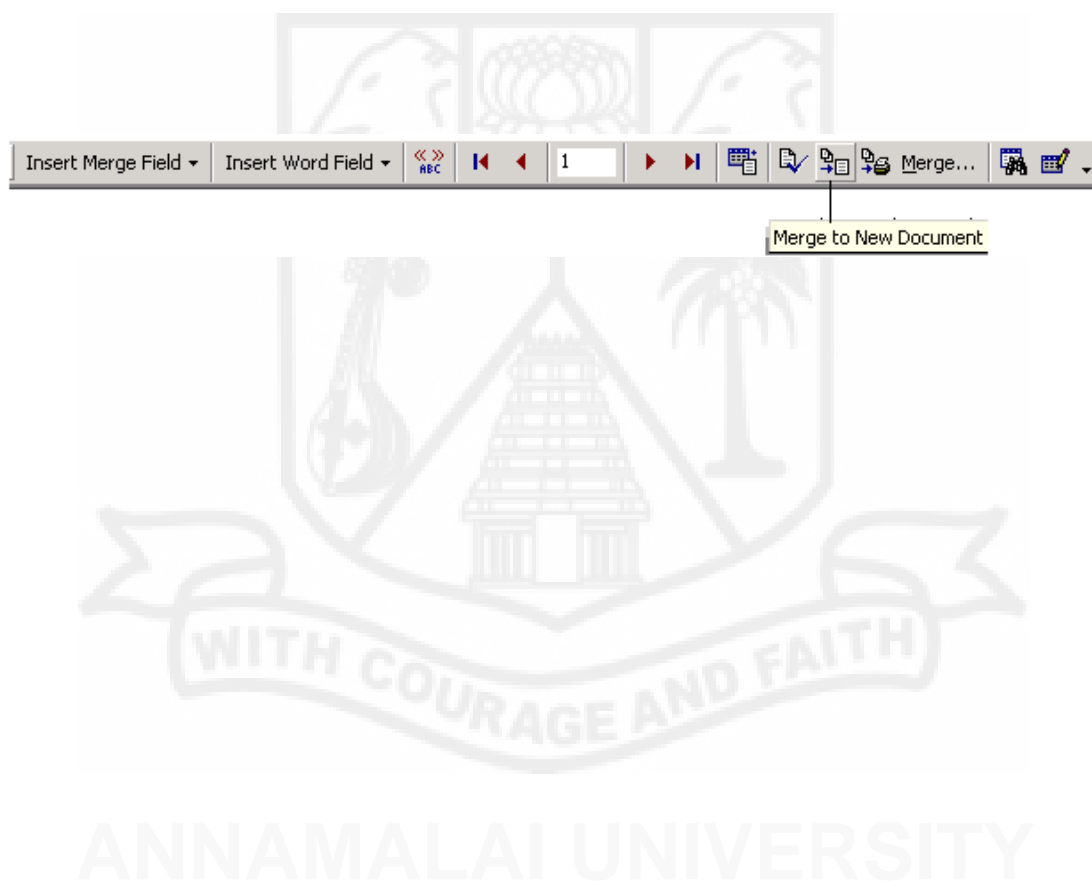 Insert Merge Field Insert Word Field « » ABC 1 Merge...
Merge to New Document
WITH COURAGE AND FAITH
ANNAMALAI UNIVERSITY